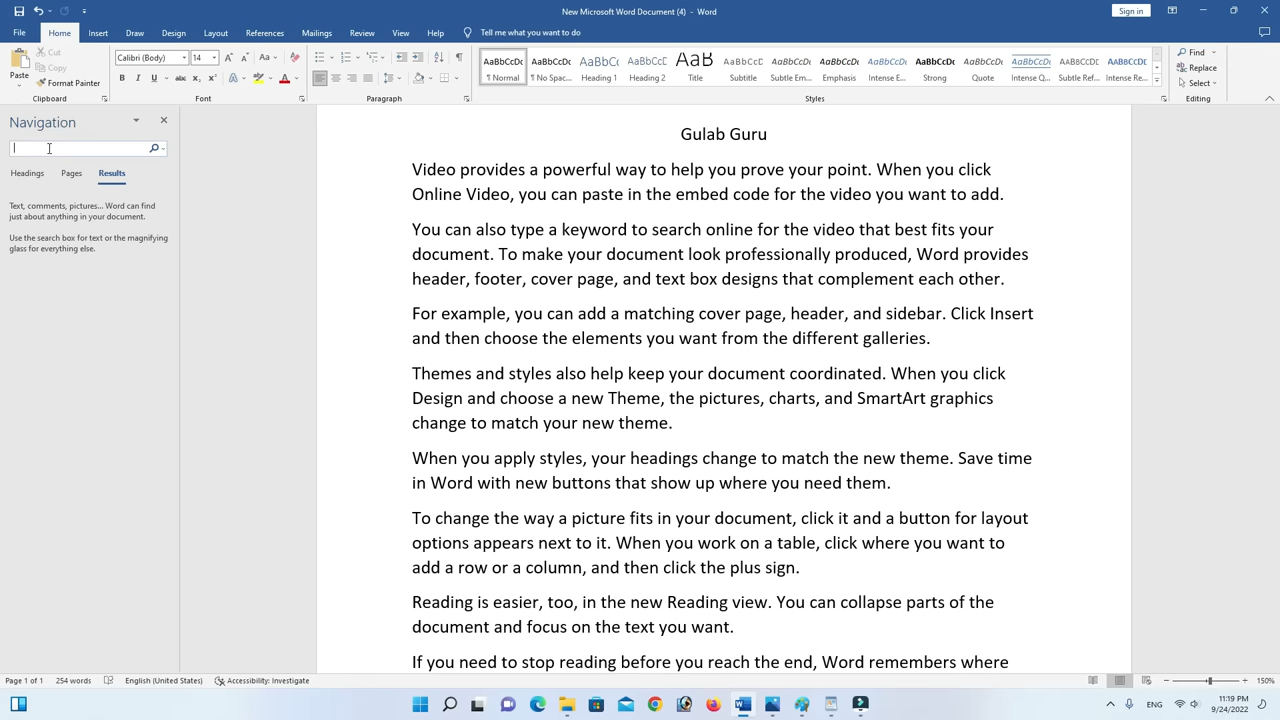 New Microsoft Word Document (4) - Word
Sign in
File Home Insert Draw Design Layout References Mailings Review View Help Tell me what you want to do
Paste
Cut
Copy
Format Painter
Clipboard
Calibri (Body) 14
Font
Paragraph
AaBbCcDc AaBbCcDc AaBbCc AaBbCcC AaB AaBbCcC AaBbCcDc AaBbCcDc AaBbCcDc AaBbCcDc AaBbCcDc AaBbCcDc AaBbCcDc AaBbCcDc
¶ Normal ¶ No Spac... Heading 1 Heading 2 Title Subtitle Subtle Em... Emphasis Intense E... Strong Quote Intense Q... Subtle Ref... Intense Re...
Styles
Find
Replace
Select
Editing
Navigation
Headings Pages Results
Text, comments, pictures... Word can find
just about anything in your document.
Use the search box for text or the magnifying
glass for everything else.
Gulab Guru
Video provides a powerful way to help you prove your point. When you click
Online Video, you can paste in the embed code for the video you want to add.
You can also type a keyword to search online for the video that best fits your
document. To make your document look professionally produced, Word provides
header, footer, cover page, and text box designs that complement each other.
For example, you can add a matching cover page, header, and sidebar. Click Insert
and then choose the elements you want from the different galleries.
Themes and styles also help keep your document coordinated. When you click
Design and choose a new Theme, the pictures, charts, and SmartArt graphics
change to match your new theme.
When you apply styles, your headings change to match the new theme. Save time
in Word with new buttons that show up where you need them.
To change the way a picture fits in your document, click it and a button for layout
options appears next to it. When you work on a table, click where you want to
add a row or a column, and then click the plus sign.
Reading is easier, too, in the new Reading view. You can collapse parts of the
document and focus on the text you want.
If you need to stop reading before you reach the end, Word remembers where
Page 1 of 1 254 words English (United States) Accessibility: Investigate 150%
11:19 PM
9/24/2022